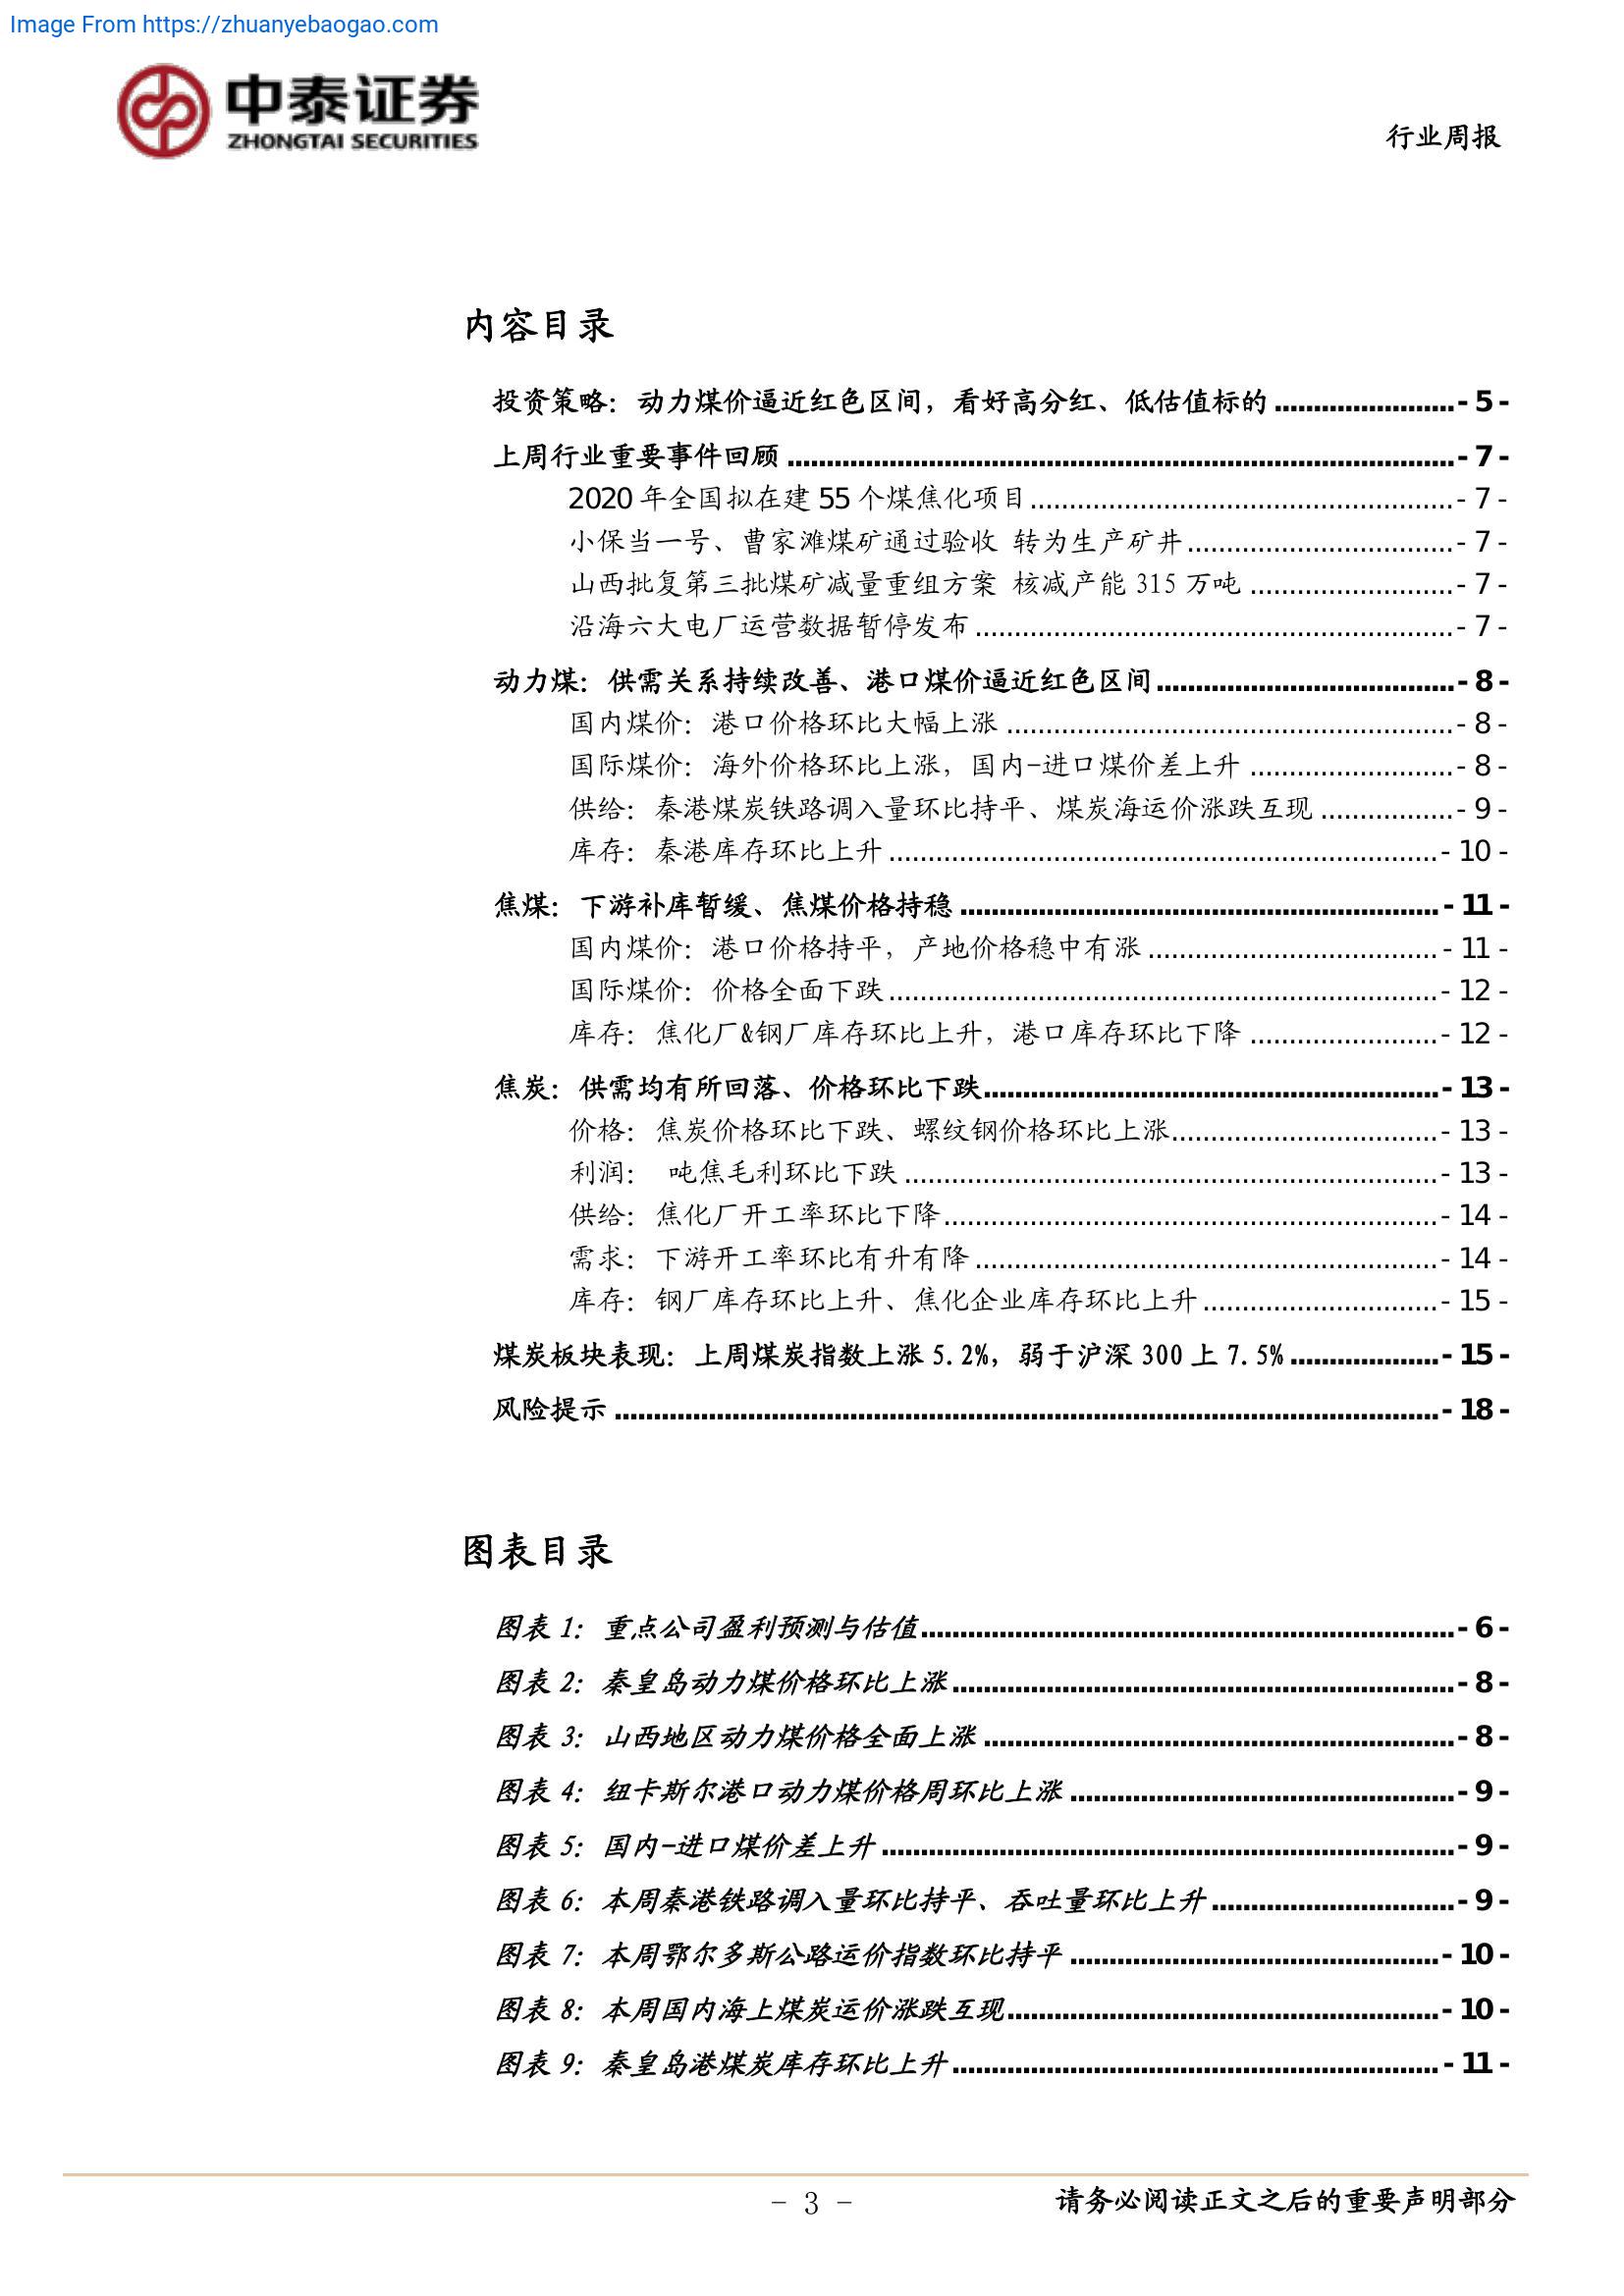 Image From https://zhuanyebaogao.com
中泰证券
ZHONGTAI SECURITIES
行业周报
内容目录
投资策略：动力煤价逼近红色区间，看好高分红、低估值标的.......................- 5 -
上周行业重要事件回顾.....................................................................................- 7 -
2020 年全国拟在建 55 个煤焦化项目......................................................- 7 -
小保当一号、曹家滩煤矿通过验收 转为生产矿井..................................- 7 -
山西批复第三批煤矿减量重组方案 核减产能 315 万吨..........................- 7 -
沿海六大电厂运营数据暂停发布.............................................................- 7 -
动力煤：供需关系持续改善、港口煤价逼近红色区间......................................- 8 -
国内煤价：港口价格环比大幅上涨.........................................................- 8 -
国际煤价：海外价格环比上涨，国内-进口煤价差上升..........................- 8 -
供给：秦港煤炭铁路调入量环比持平、煤炭海运价涨跌互现.................- 9 -
库存：秦港库存环比上升......................................................................- 10 -
焦煤：下游补库暂缓、焦煤价格持稳.............................................................- 11 -
国内煤价：港口价格持平，产地价格稳中有涨.....................................- 11 -
国际煤价：价格全面下跌......................................................................- 12 -
库存：焦化厂&钢厂库存环比上升，港口库存环比下降........................- 12 -
焦炭：供需均有所回落、价格环比下跌..........................................................- 13 -
价格：焦炭价格环比下跌、螺纹钢价格环比上涨..................................- 13 -
利润： 吨焦毛利环比下跌....................................................................- 13 -
供给：焦化厂开工率环比下降...............................................................- 14 -
需求：下游开工率环比有升有降...........................................................- 14 -
库存：钢厂库存环比上升、焦化企业库存环比上升..............................- 15 -
煤炭板块表现：上周煤炭指数上涨 5.2%，弱于沪深 300 上 7.5%...................- 15 -
风险提示.........................................................................................................- 18 -
图表目录
图表 1：重点公司盈利预测与估值....................................................................- 6 -
图表 2：秦皇岛动力煤价格环比上涨................................................................- 8 -
图表 3：山西地区动力煤价格全面上涨............................................................- 8 -
图表 4：纽卡斯尔港口动力煤价格周环比上涨.................................................- 9 -
图表 5：国内-进口煤价差上升.........................................................................- 9 -
图表 6：本周秦港铁路调入量环比持平、吞吐量环比上升...............................- 9 -
图表 7：本周鄂尔多斯公路运价指数环比持平...............................................- 10 -
图表 8：本周国内海上煤炭运价涨跌互现.......................................................- 10 -
图表 9：秦皇岛港煤炭库存环比上升..............................................................- 11 -
- 3 -
请务必阅读正文之后的重要声明部分